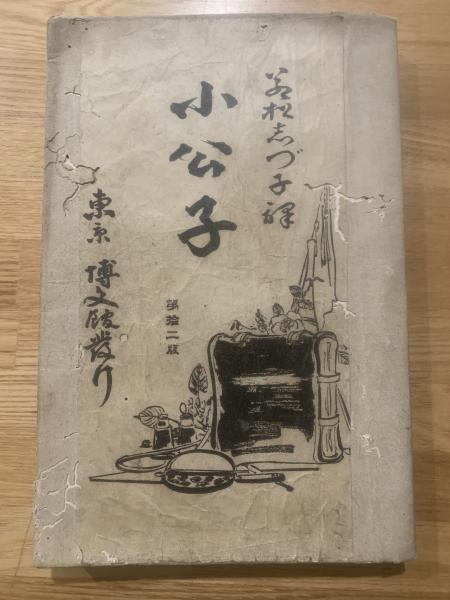 若松志づ子譯
小公子
第拾二版
東京 博文館發行